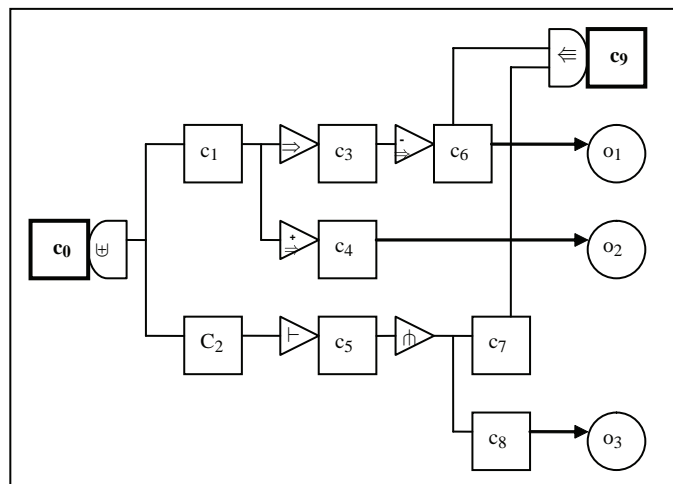 ⇐ c₉
c₁ ⇒ c₃ - ⇒ c₆ o₁
c₀ ⊎ + ⇒ c₄ o₂
C₂ ⊢ c₅ ⋔ c₇
c₈ o₃